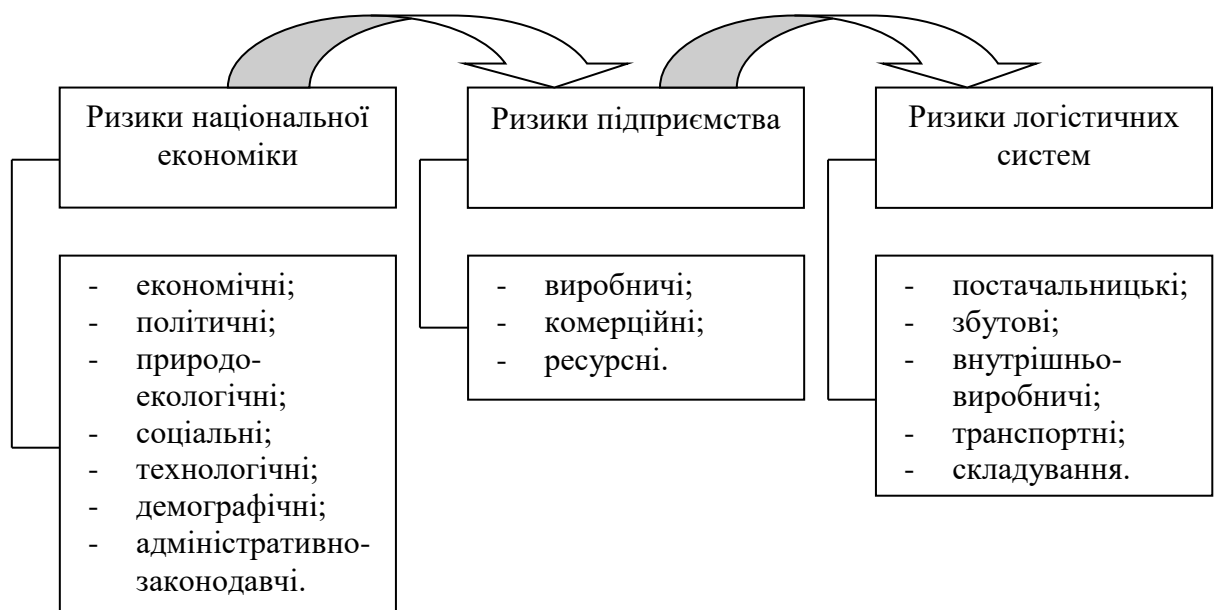 Ризики національної
економіки
Ризики підприємства
Ризики логістичних
систем
- економічні;
- політичні;
- природо-
екологічні;
- соціальні;
- технологічні;
- демографічні;
- адміністративно-
законодавчі.
- виробничі;
- комерційні;
- ресурсні.
- постачальницькі;
- збутові;
- внутрішньо-
виробничі;
- транспортні;
- складування.